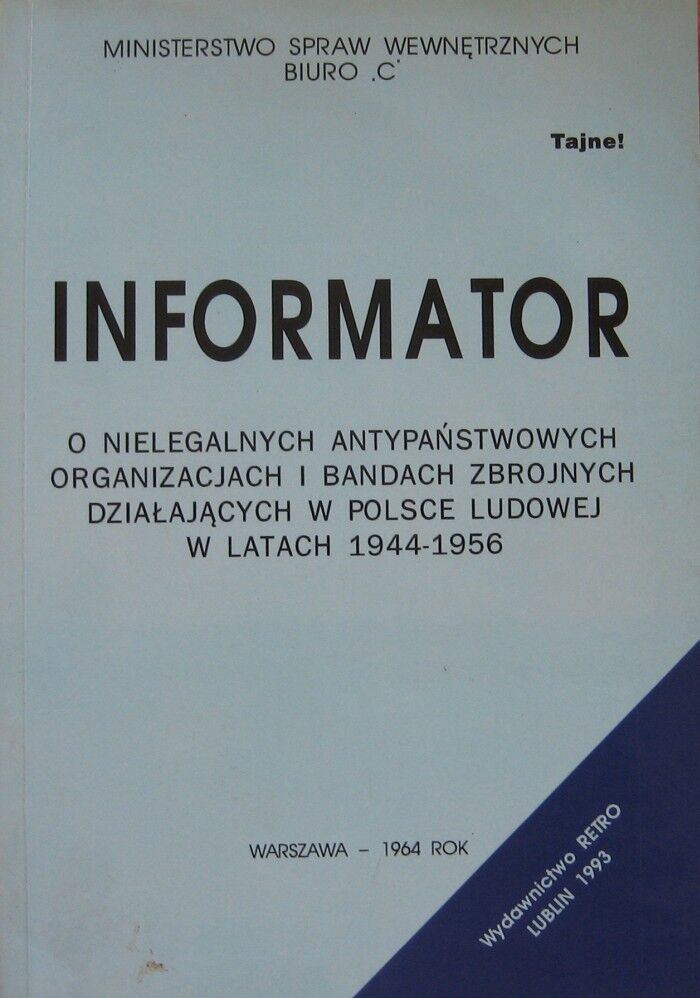 MINISTERSTWO SPRAW WEWNĘTRZNYCH
BIURO „C"
Tajne!
INFORMATOR
O NIELEGALNYCH ANTYPAŃSTWOWYCH
ORGANIZACJACH I BANDACH ZBROJNYCH
DZIAŁAJĄCYCH W POLSCE LUDOWEJ
W LATACH 1944-1956
WARSZAWA – 1964 ROK
Wydawnictwo RETRO
LUBLIN 1993